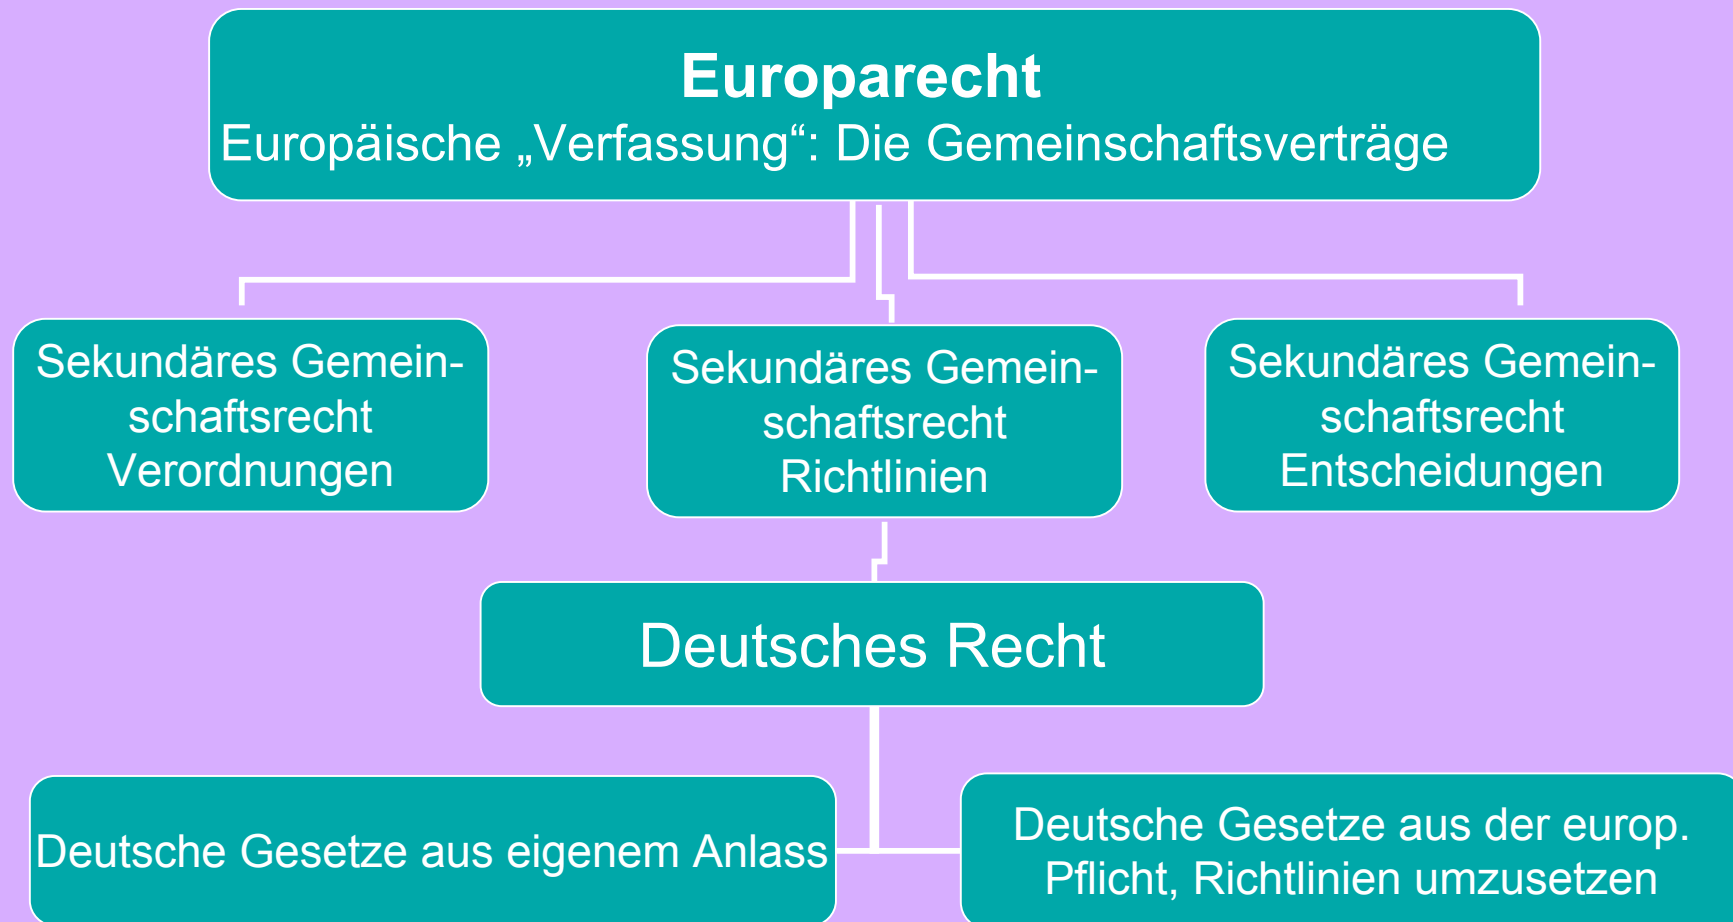 Europarecht
Europäische „Verfassung“: Die Gemeinschaftsverträge
Sekundäres Gemein-
schaftsrecht
Verordnungen
Sekundäres Gemein-
schaftsrecht
Richtlinien
Sekundäres Gemein-
schaftsrecht
Entscheidungen
Deutsches Recht
Deutsche Gesetze aus eigenem Anlass
Deutsche Gesetze aus der europ.
Pflicht, Richtlinien umzusetzen